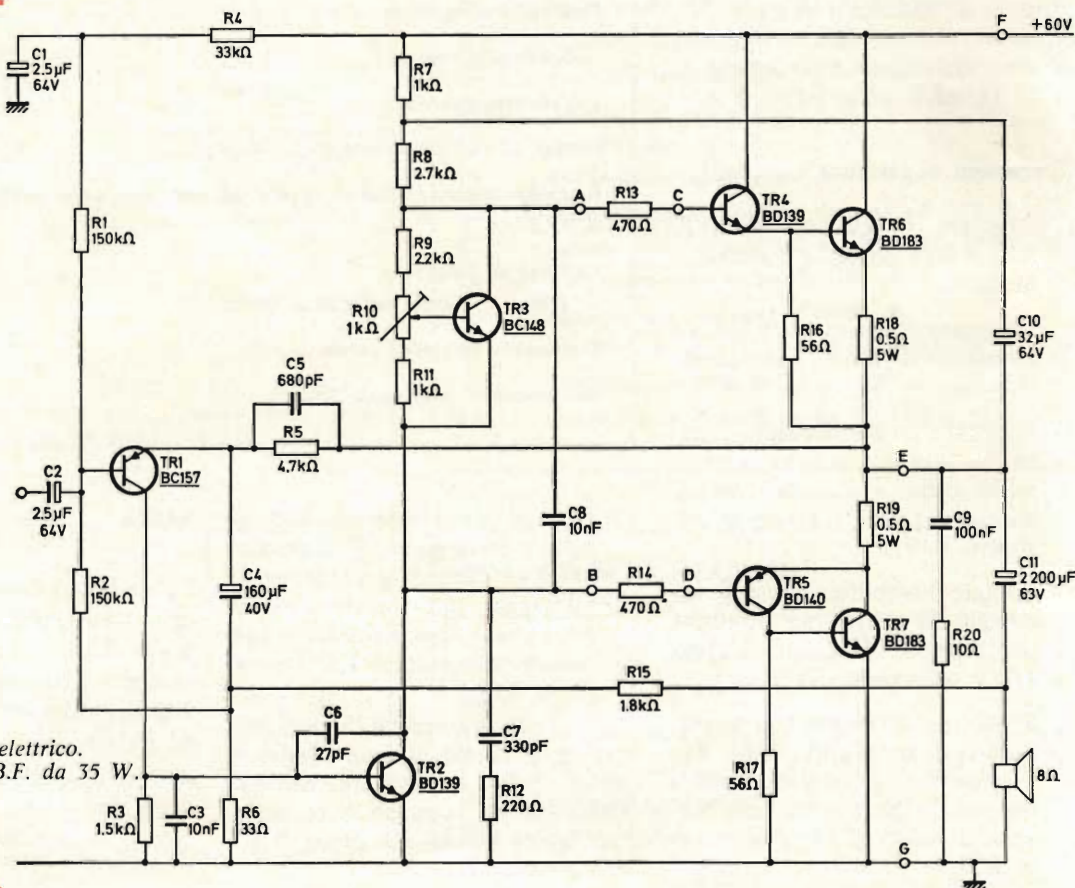 F
+60V
C1
2.5µF
64V
R4
33kΩ
R7
1kΩ
R8
2.7kΩ
A
R13
470Ω
C
TR4
BD139
TR6
BD183
R1
150kΩ
R9
2.2kΩ
R10
1kΩ
TR3
BC148
R16
56Ω
R18
0.5Ω
5W
C10
32µF
64V
C5
680pF
R11
1kΩ
R5
4.7kΩ
TR1
BC157
C2
2.5µF
64V
E
C8
10nF
R19
0.5Ω
5W
C9
100nF
R2
150kΩ
C4
160µF
40V
B
R14
470Ω
D
TR5
BD140
TR7
BD183
C11
2200µF
63V
R20
10Ω
R15
1.8kΩ
C6
27pF
C7
330pF
elettrico.
B.F. da 35 W.
TR2
BD139
R17
56Ω
8Ω
R3
1.5kΩ
C3
10nF
R6
33Ω
R12
220Ω
G